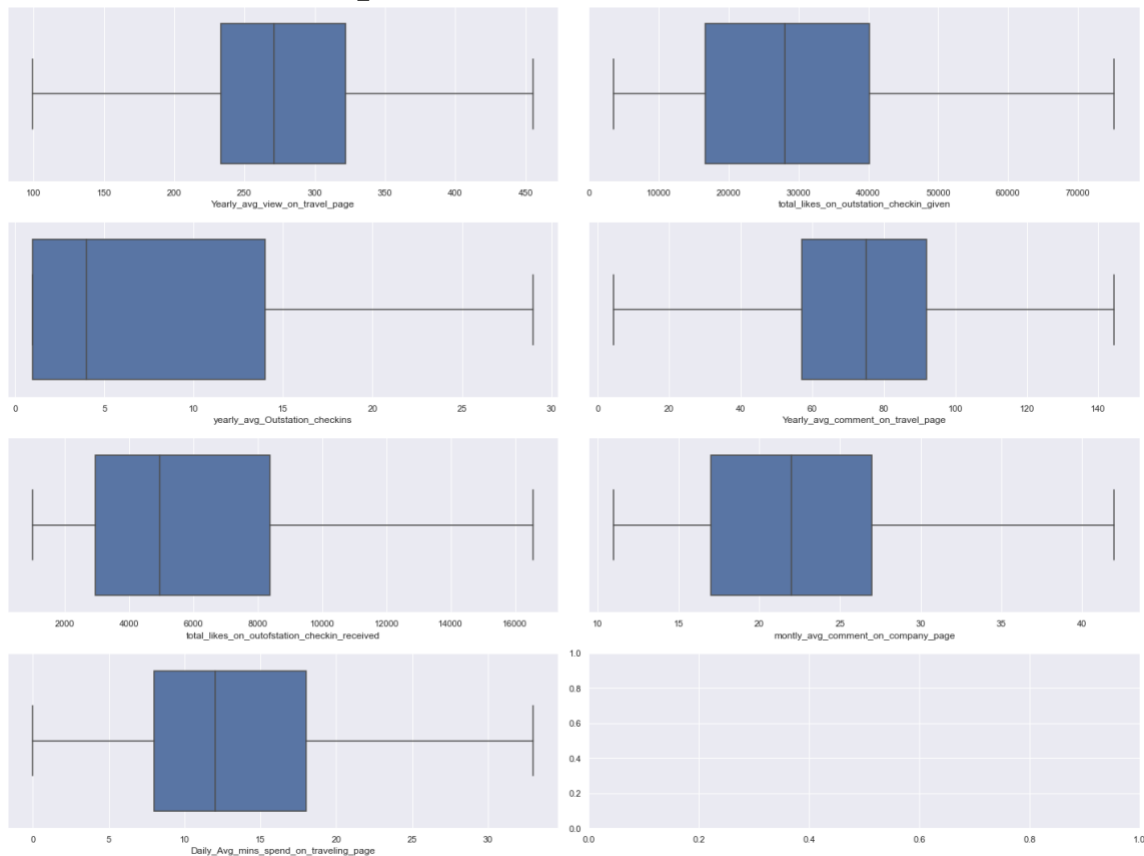 100 150 200 250 300 350 400 450
Yearly_avg_view_on_travel_page
0 10000 20000 30000 40000 50000 60000 70000
total_likes_on_outstation_checkin_given
0 5 10 15 20 25 30
yearly_avg_Outstation_checkins
0 20 40 60 80 100 120 140
Yearly_avg_comment_on_travel_page
2000 4000 6000 8000 10000 12000 14000 16000
total_likes_on_outofstation_checkin_received
10 15 20 25 30 35 40
montly_avg_comment_on_company_page
0 5 10 15 20 25 30
Daily_Avg_mins_spend_on_traveling_page
1.0
0.8
0.6
0.4
0.2
0.0
0.0 0.2 0.4 0.6 0.8 1.0